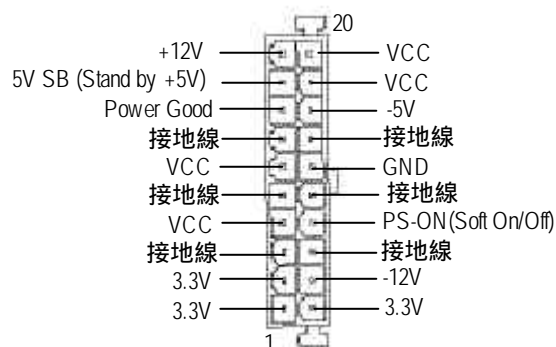 20
+12V VCC
5V SB (Stand by +5V) VCC
Power Good -5V
接地線 接地線
VCC GND
接地線 接地線
VCC PS-ON(Soft On/Off)
接地線 接地線
3.3V -12V
3.3V 3.3V
1